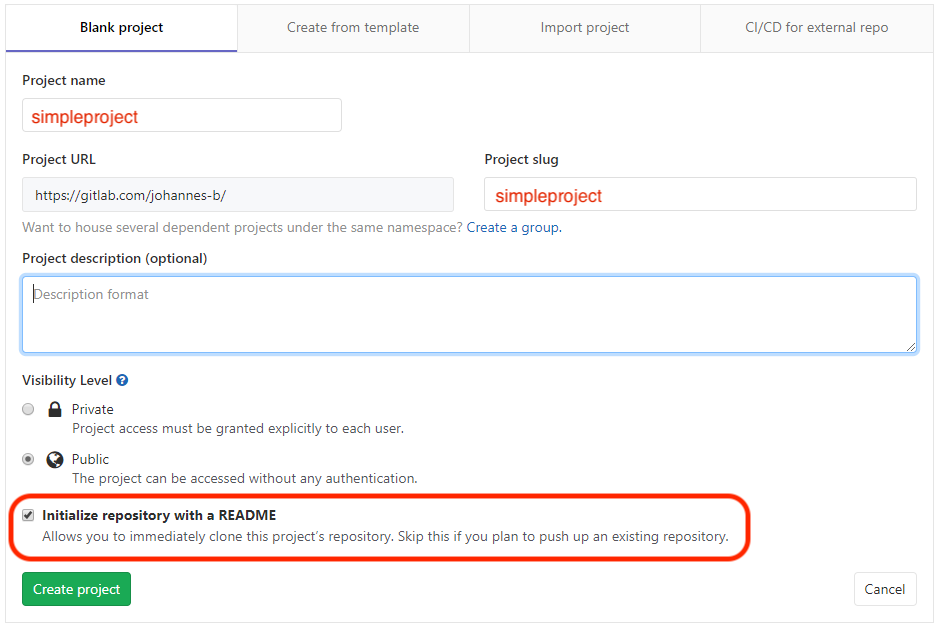 Blank project
Create from template
Import project
CI/CD for external repo
Project name
simpleproject
Project URL
Project slug
https://gitlab.com/johannes-b/
simpleproject
Want to house several dependent projects under the same namespace? Create a group.
Project description (optional)
Description format
Visibility Level ?
Private
Project access must be granted explicitly to each user.
Public
The project can be accessed without any authentication.
Initialize repository with a README
Allows you to immediately clone this project’s repository. Skip this if you plan to push up an existing repository.
Create project
Cancel